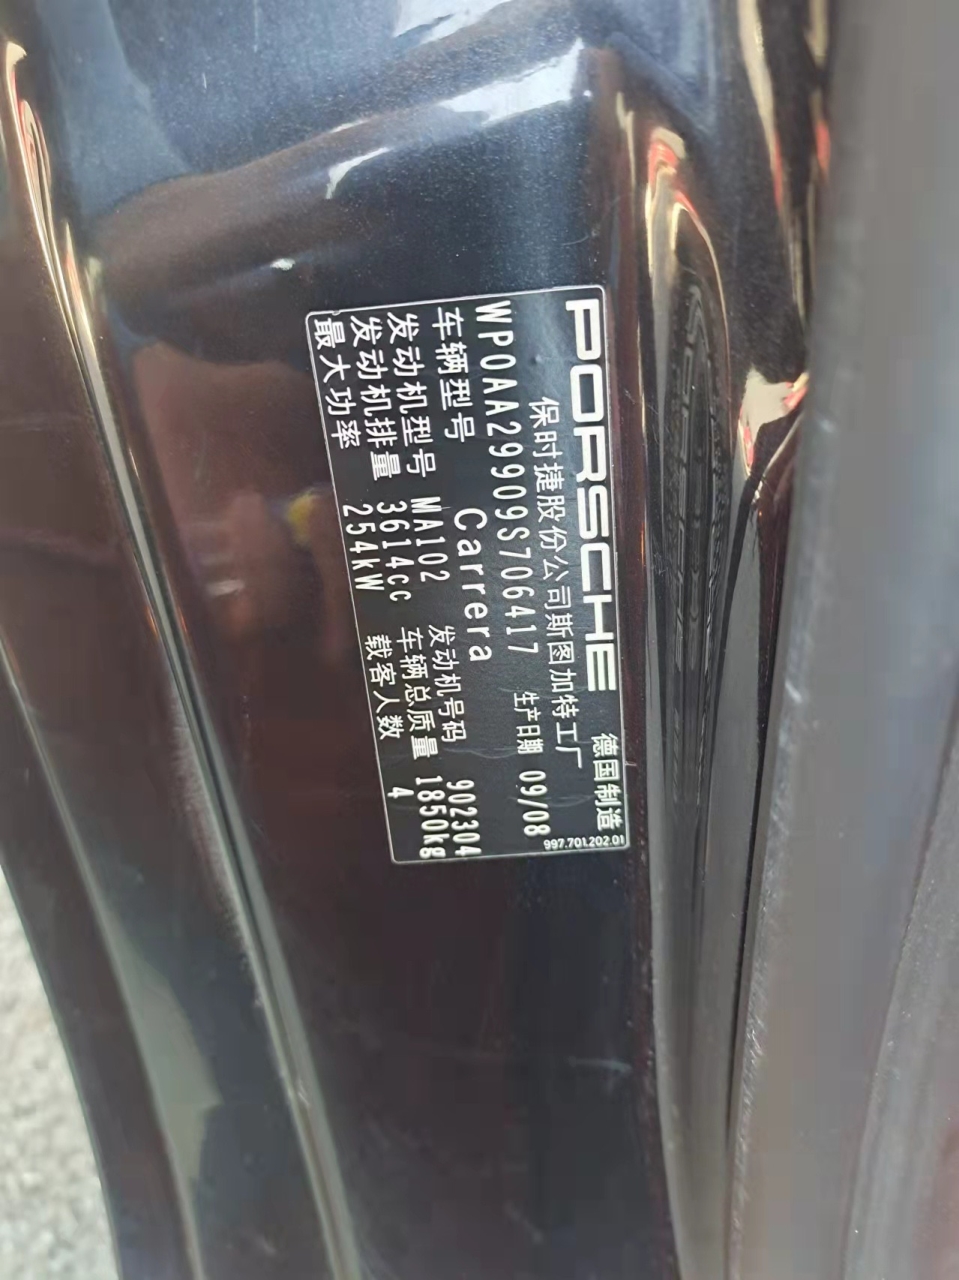 PORSCHE 德国制造
保时捷股份公司斯图加特工厂 997.701.202.01
WP0AA29909S706417 生产日期 09/08
车辆型号 Carrera
发动机型号 MA102 发动机号码 902304
发动机排量 3614cc 车辆总质量 1850kg
最大功率 254kW 载客人数 4